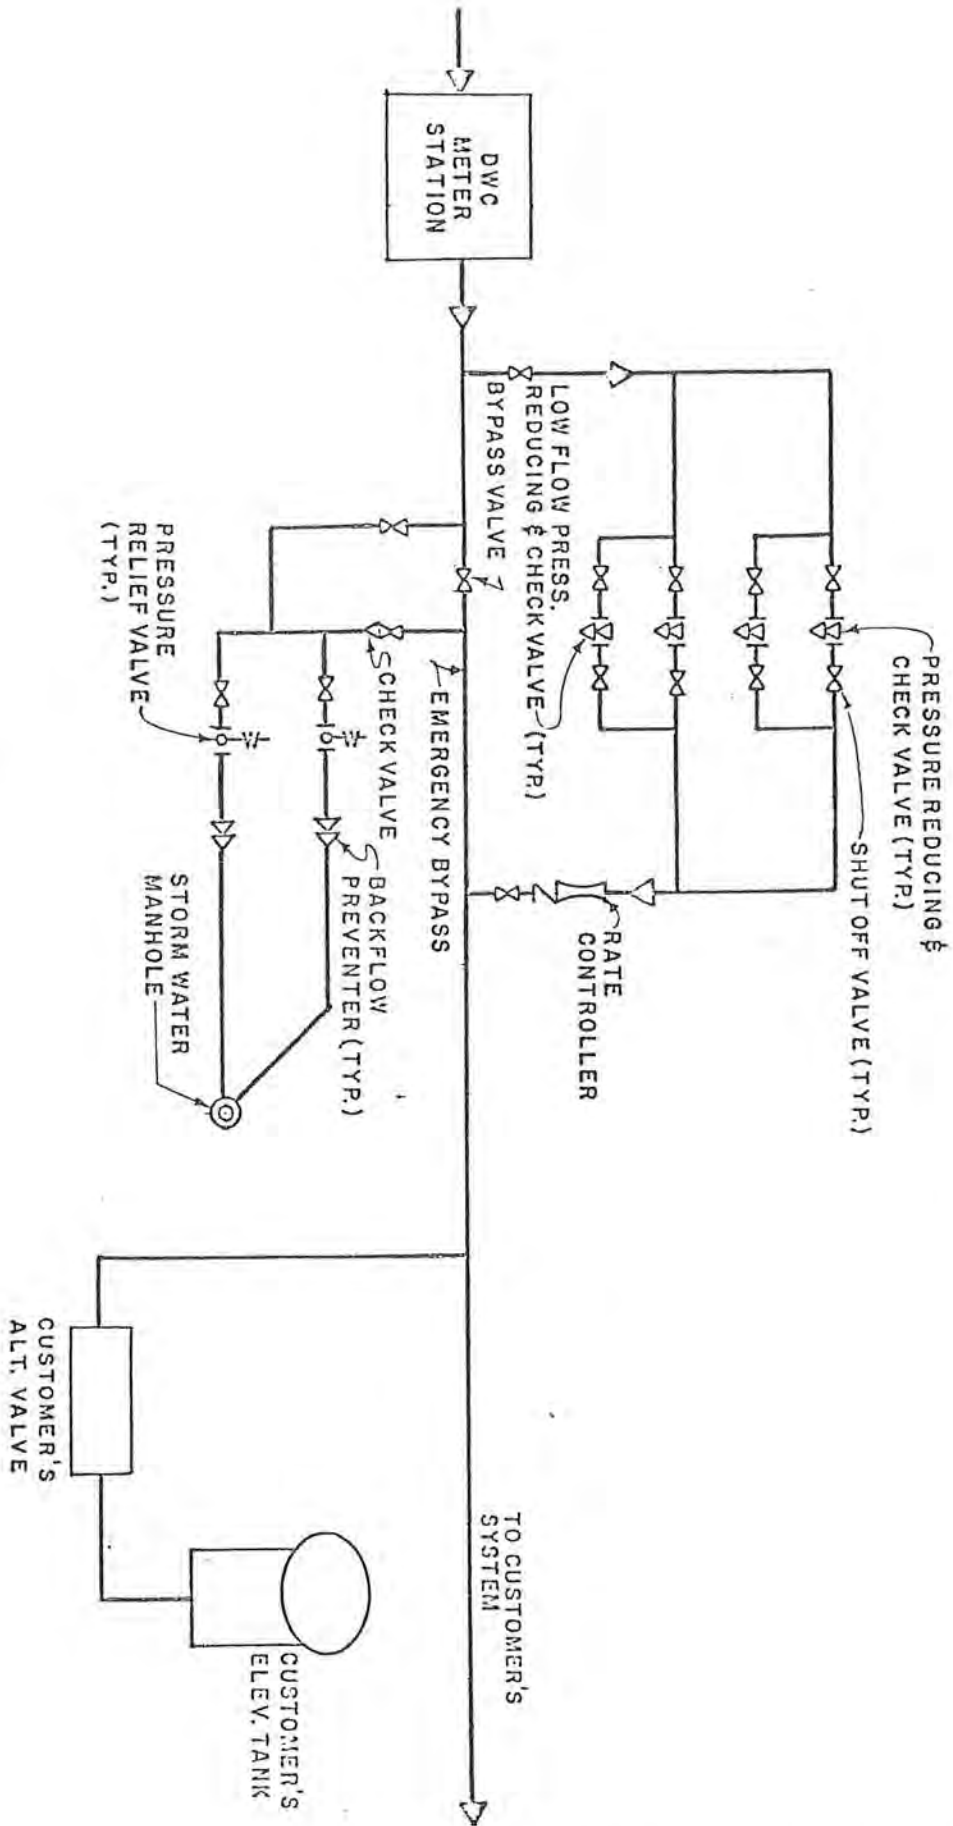 DWC
METER
STATION
PRESSURE REDUCING &
CHECK VALVE (TYP.)
SHUT OFF VALVE (TYP.)
LOW FLOW PRESS.
REDUCING & CHECK VALVE (TYP.)
BYPASS VALVE
RATE
CONTROLLER
EMERGENCY BYPASS
CHECK VALVE
BACKFLOW
PREVENTER (TYP.)
PRESSURE
RELIEF VALVE
(TYP.)
STORM WATER
MANHOLE
TO CUSTOMER'S
SYSTEM
CUSTOMER'S
ELEV. TANK
CUSTOMER'S
ALT. VALVE